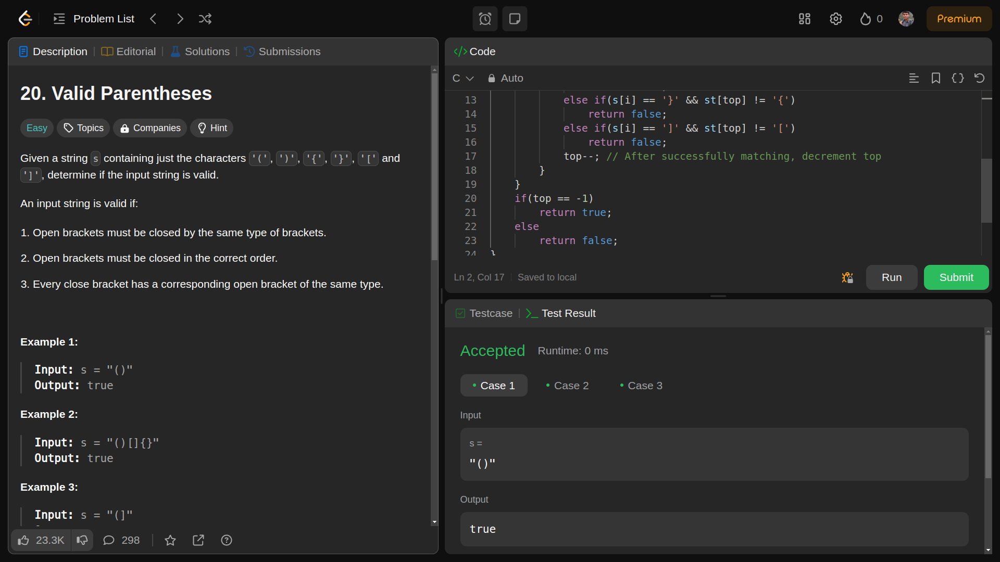 Problem List
0
Premium
Description | Editorial | Solutions | Submissions
20. Valid Parentheses
Easy Topics Companies Hint
Given a string s containing just the characters '(', ')', '{', '}', '[' and
']', determine if the input string is valid.
An input string is valid if:
1. Open brackets must be closed by the same type of brackets.
2. Open brackets must be closed in the correct order.
3. Every close bracket has a corresponding open bracket of the same type.
Example 1:
Input: s = "()"
Output: true
Example 2:
Input: s = "()[]{}"
Output: true
Example 3:
Input: s = "(]"
23.3K 298
</> Code
C Auto
13 else if(s[i] == '}' && st[top] != '{')
14 return false;
15 else if(s[i] == ']' && st[top] != '[')
16 return false;
17 top--; // After successfully matching, decrement top
18 }
19 }
20 if(top == -1)
21 return true;
22 else
23 return false;
24 }
Ln 2, Col 17 Saved to local
Run Submit
Testcase | >_ Test Result
Accepted Runtime: 0 ms
• Case 1 • Case 2 • Case 3
Input
s =
"()"
Output
true